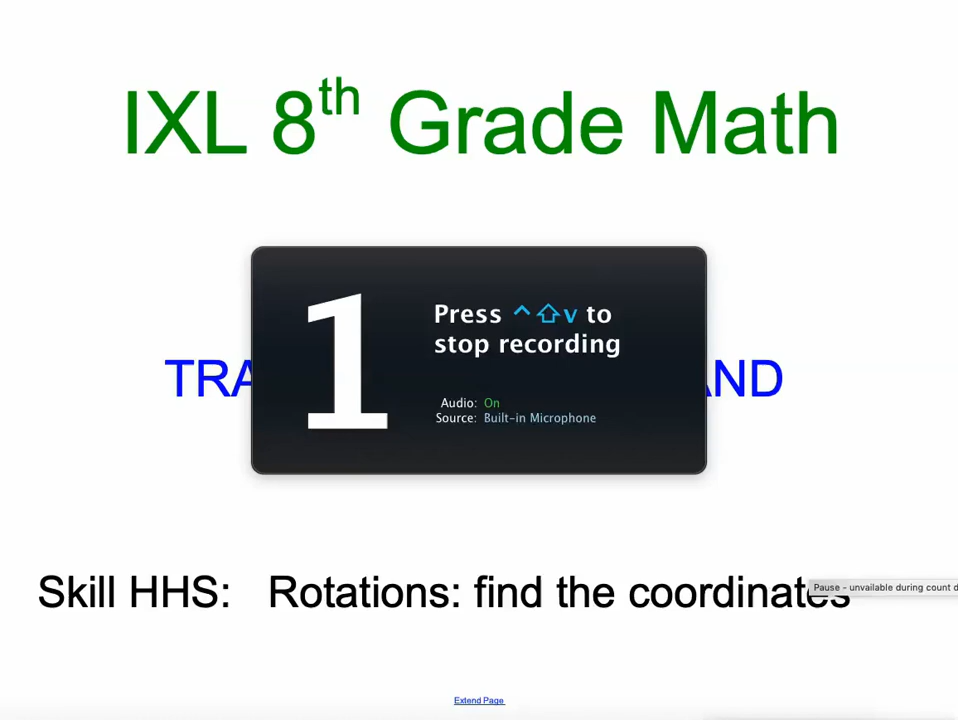 IXL 8th Grade Math
1
Press ^⇧v to
stop recording
TRA AND
Audio: On
Source: Built-in Microphone
Skill HHS: Rotations: find the coordinates
Pause - unvailable during count d
Extend Page